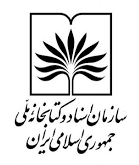 سازمان اسناد و کتابخانه ملی
جمهوری اسلامی ایران